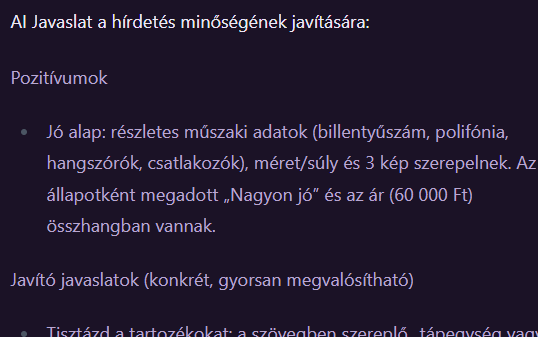 AI Javaslat a hírdetés minőségének javítására:
Pozitívumok
Jó alap: részletes műszaki adatok (billentyűszám, polifónia,
hangszórók, csatlakozók), méret/súly és 3 kép szerepelnek. Az
állapotként megadott „Nagyon jó” és az ár (60 000 Ft)
összhangban vannak.
Javító javaslatok (konkrét, gyorsan megvalósítható)
Tisztázd a tartozékokat: a szövegben szereplő „tápegység vagy